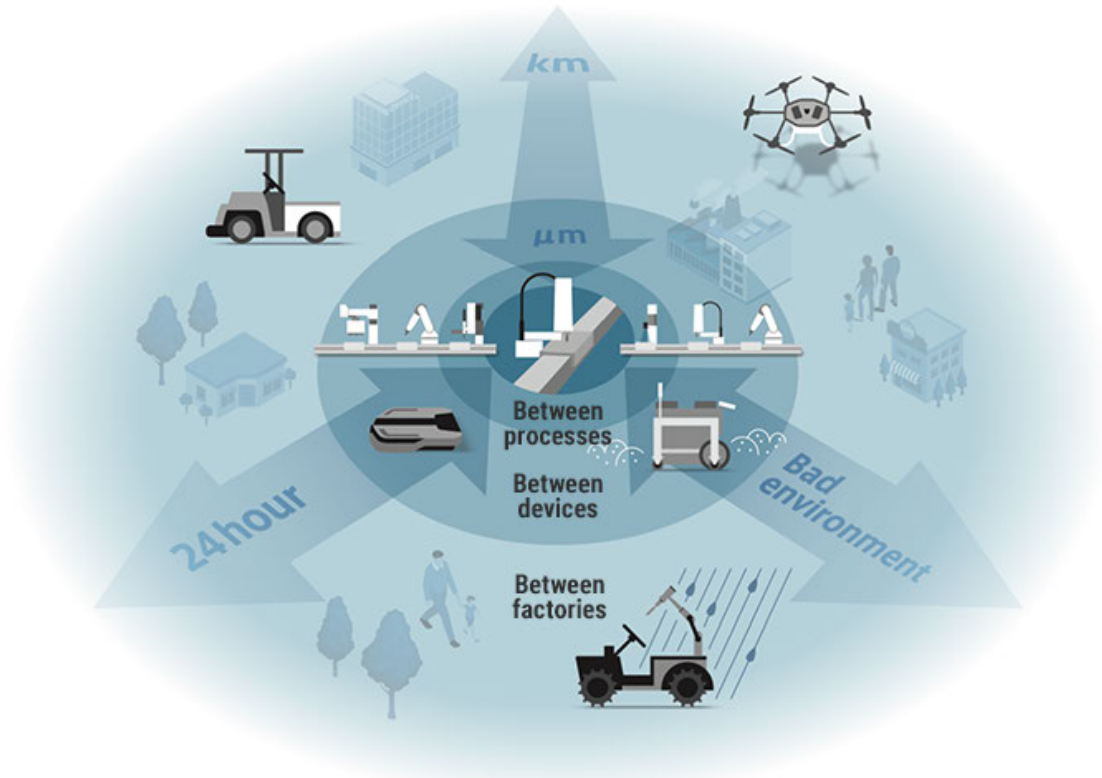 km
μm
Between
processes
Between
devices
24hour
Bad
environment
Between
factories